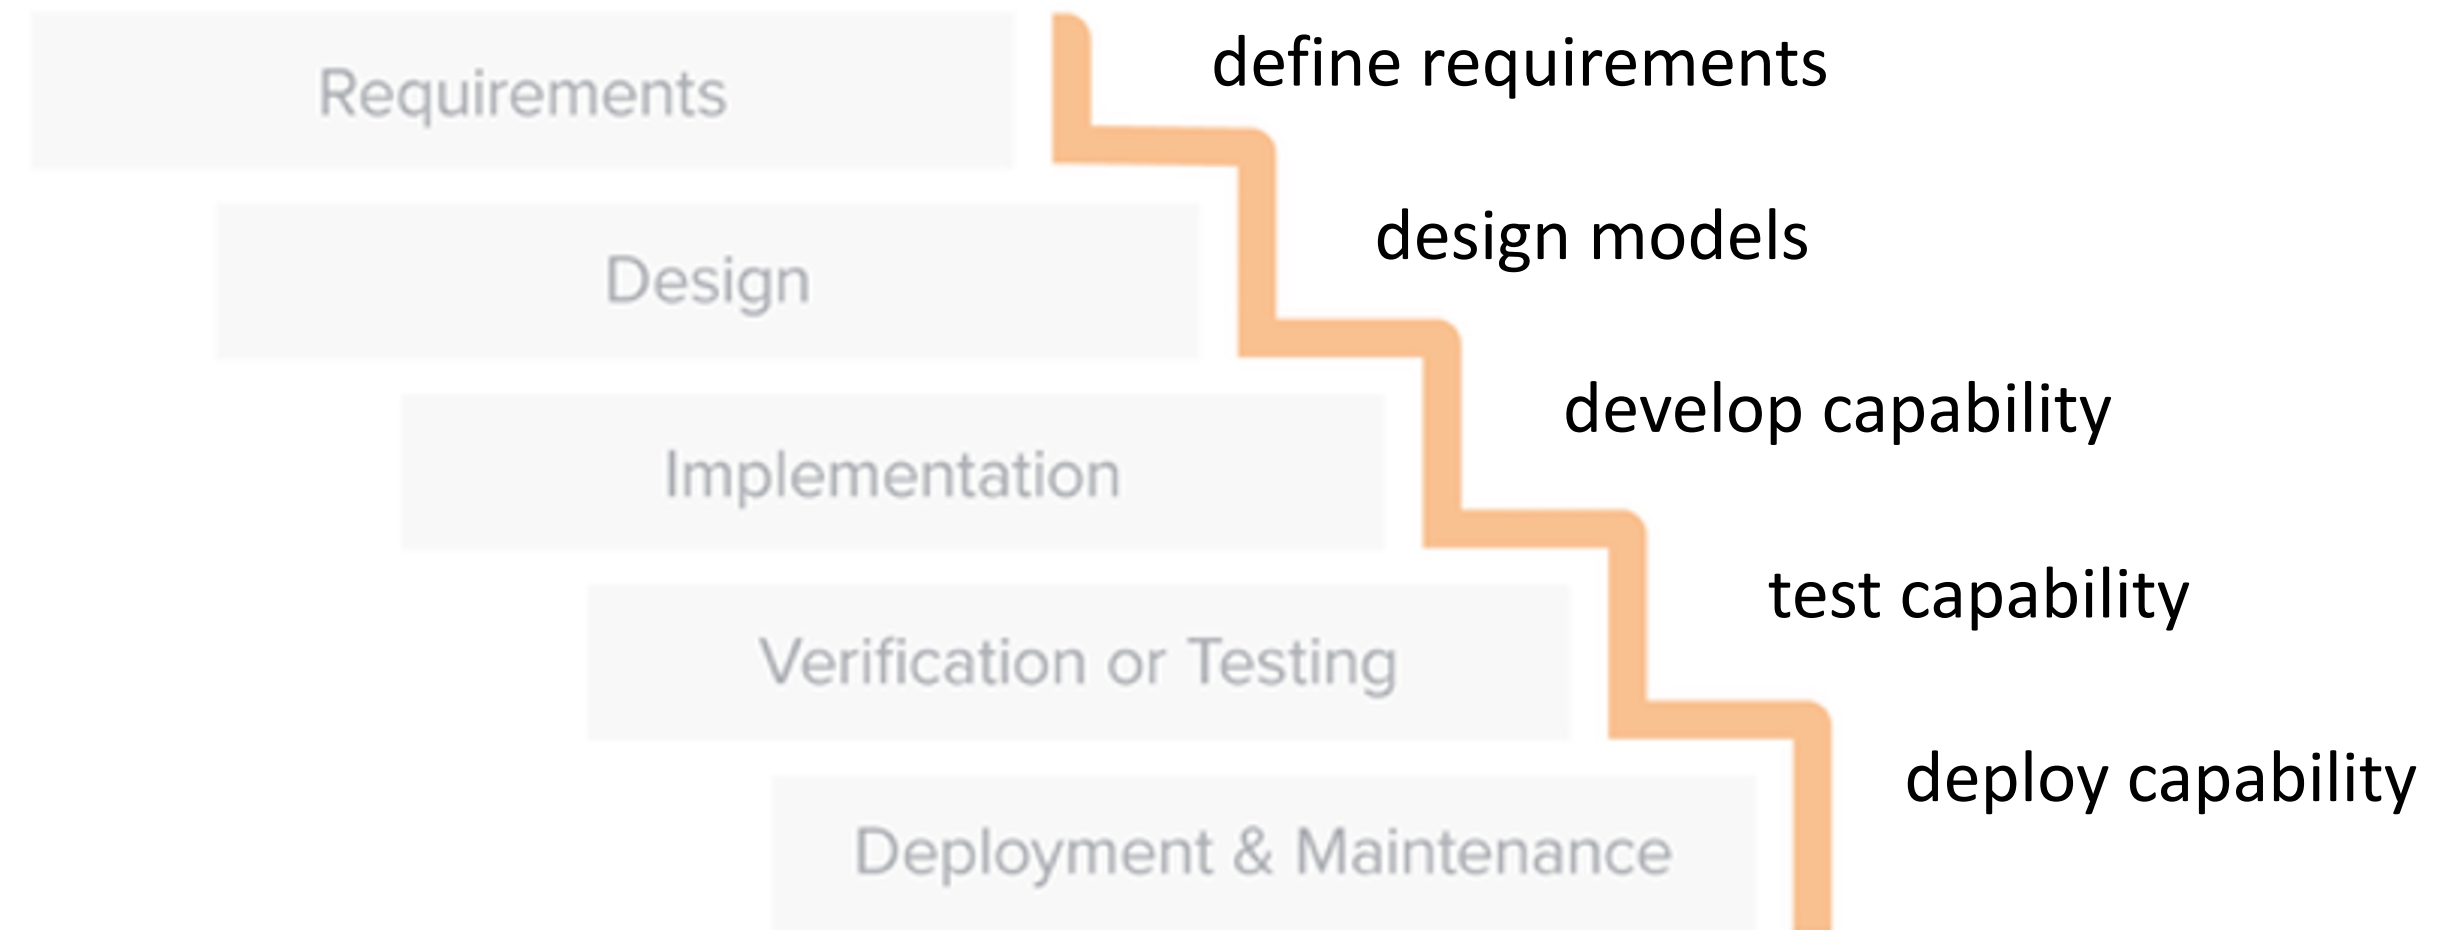 Requirements
define requirements
Design
design models
Implementation
develop capability
Verification or Testing
test capability
Deployment & Maintenance
deploy capability